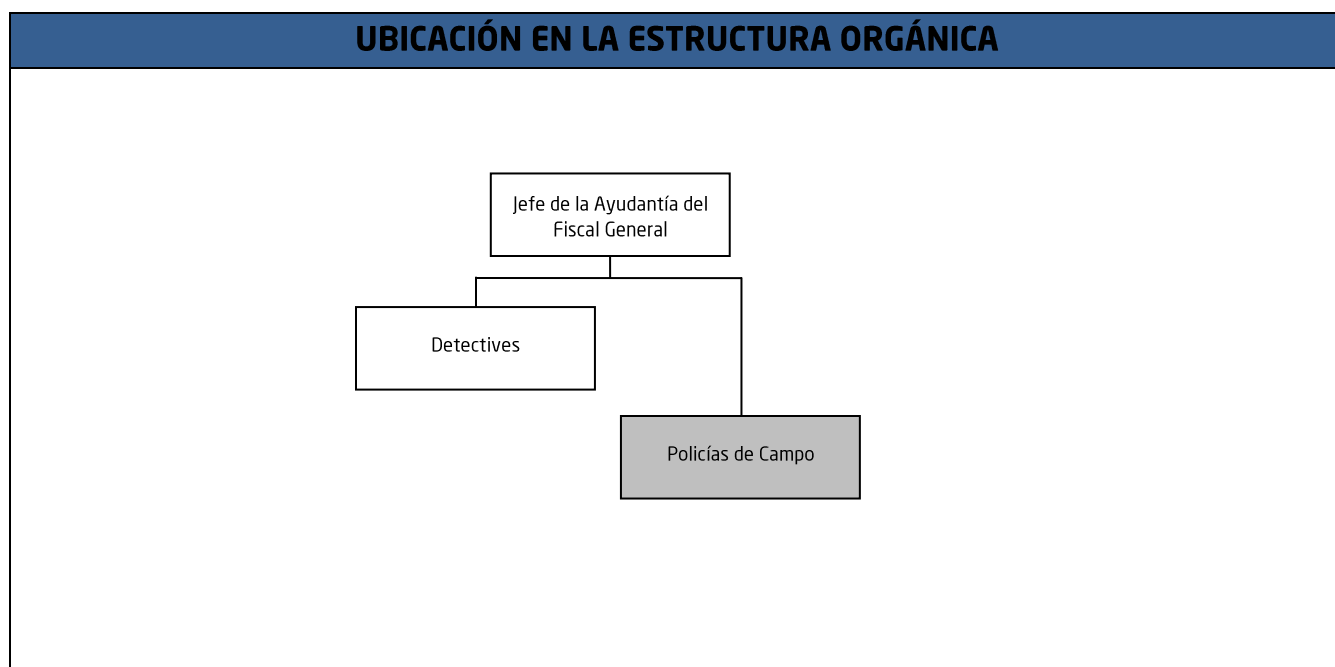 UBICACIÓN EN LA ESTRUCTURA ORGÁNICA
Jefe de la Ayudantía del
Fiscal General
Detectives
Policías de Campo